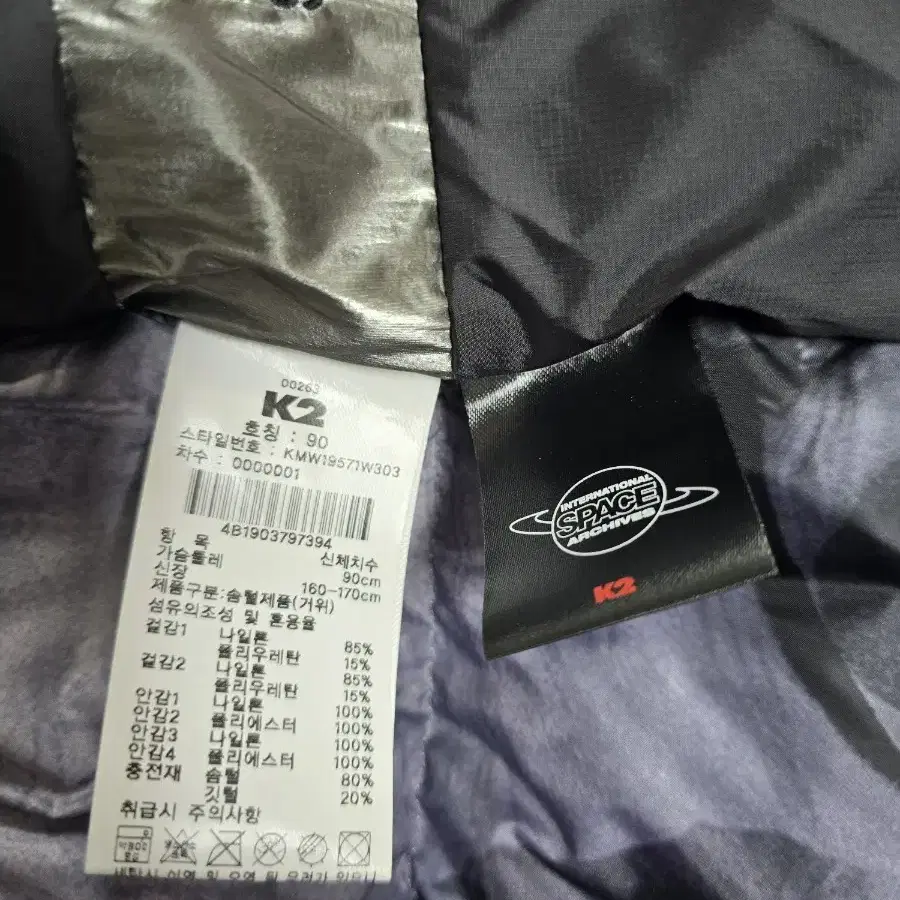 00263
K2
호칭 : 90
스타일번호 : KMW19571W303
차수 : 0000001
4B1903797394
항 목 신체치수
가슴둘레 90cm
신장 160-170cm
제품구분:솜털제품(거위)
섬유의조성 및 혼용율
겉감1 나일론 85%
폴리우레탄 15%
겉감2 나일론 85%
폴리우레탄 15%
안감1 나일론 100%
안감2 폴리에스터 100%
안감3 나일론 100%
안감4 폴리에스터 100%
충전재 솜털 80%
깃털 20%
취급시 주의사항
INTERNATIONAL
SPACE
ARCHIVES
K2